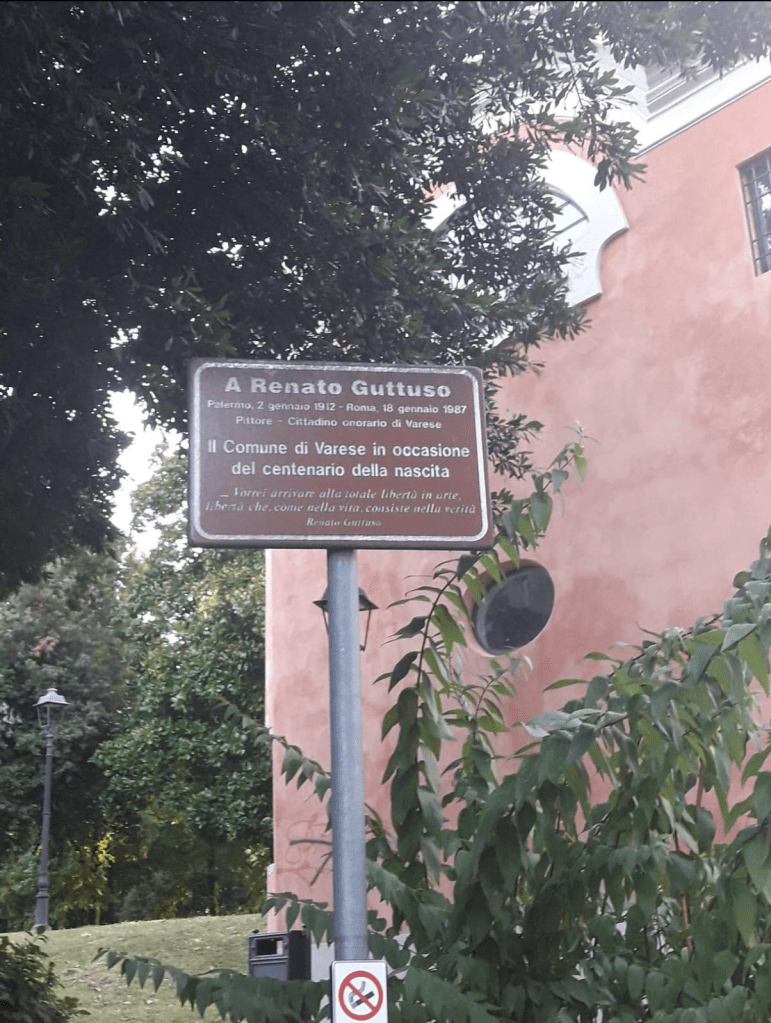 A Renato Guttuso
Palermo, 2 gennaio 1912 - Roma, 18 gennaio 1987
Pittore - Cittadino onorario di Varese
Il Comune di Varese in occasione
del centenario della nascita
... Vorrei arrivare alla totale libertà in arte,
libertà che, come nella vita, consiste nella verità
Renato Guttuso